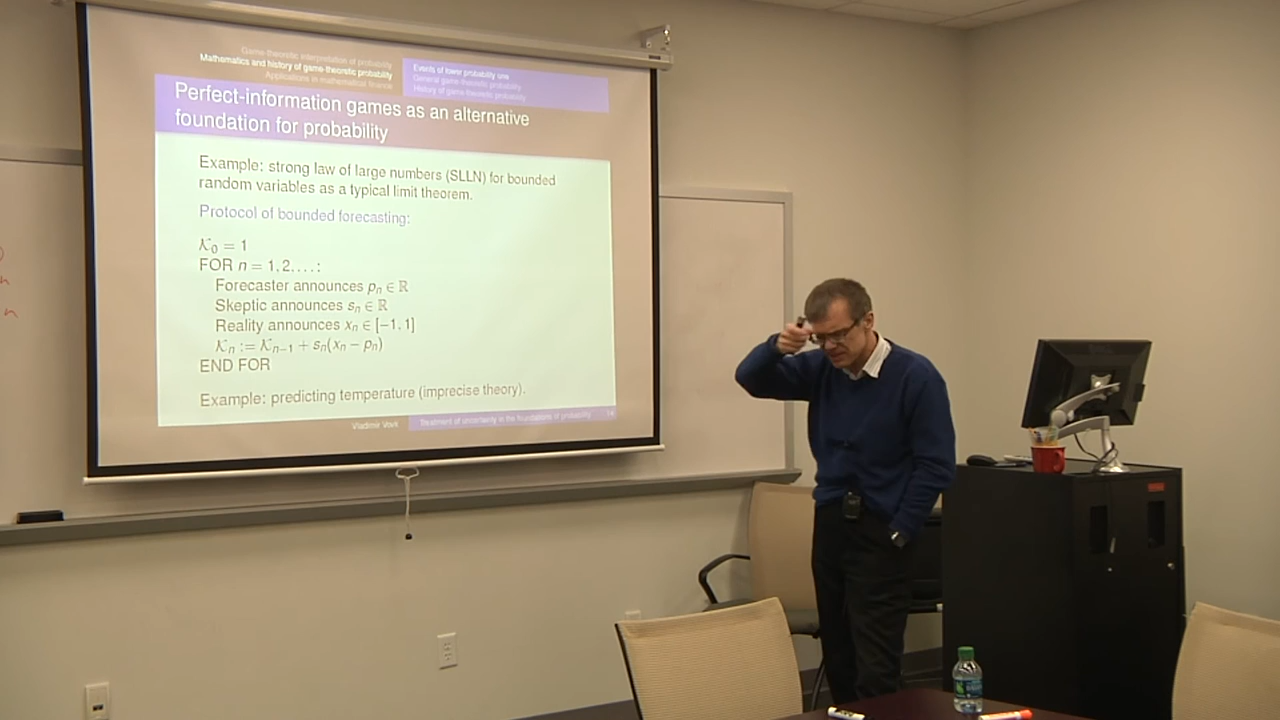 Game-theoretic interpretation of probability
Mathematics and history of game-theoretic probability
Applications in mathematical finance
Events of lower probability one
General game-theoretic probability
History of game-theoretic probability
Perfect-information games as an alternative
foundation for probability
Example: strong law of large numbers (SLLN) for bounded
random variables as a typical limit theorem.
Protocol of bounded forecasting:
𝒦₀ = 1
FOR n = 1, 2, . . . :
Forecaster announces pₙ ∈ ℝ
Skeptic announces sₙ ∈ ℝ
Reality announces xₙ ∈ [−1, 1]
𝒦ₙ := 𝒦ₙ₋₁ + sₙ(xₙ − pₙ)
END FOR
Example: predicting temperature (imprecise theory).
Vladimir Vovk
Treatment of uncertainty in the foundations of probability